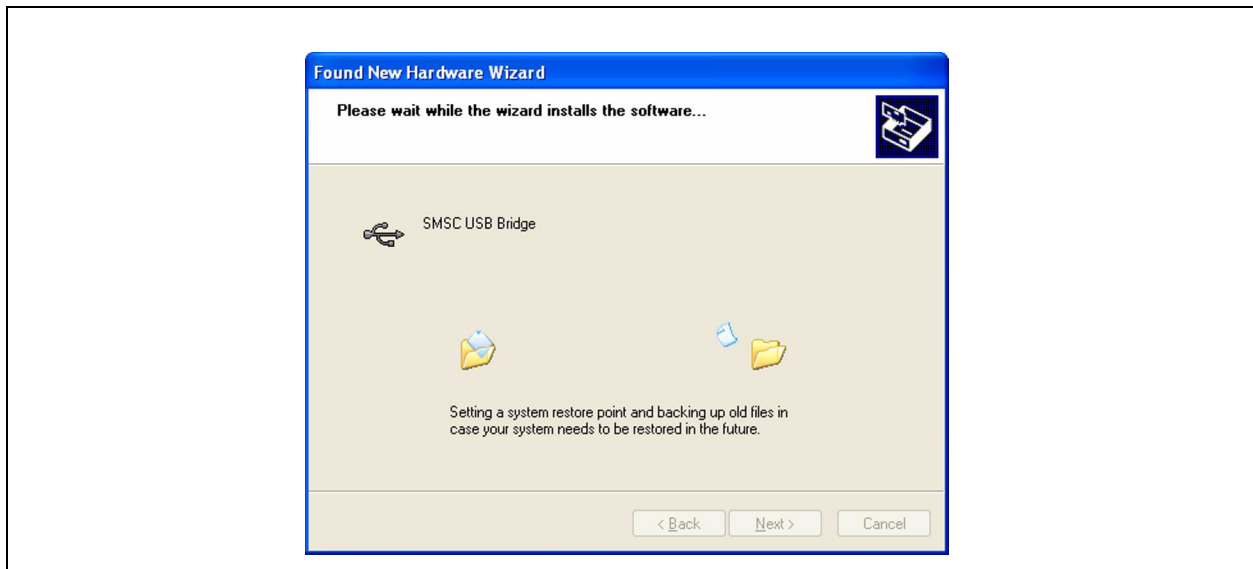 Found New Hardware Wizard
Please wait while the wizard installs the software...
SMSC USB Bridge
Setting a system restore point and backing up old files in
case your system needs to be restored in the future.
< Back
Next >
Cancel